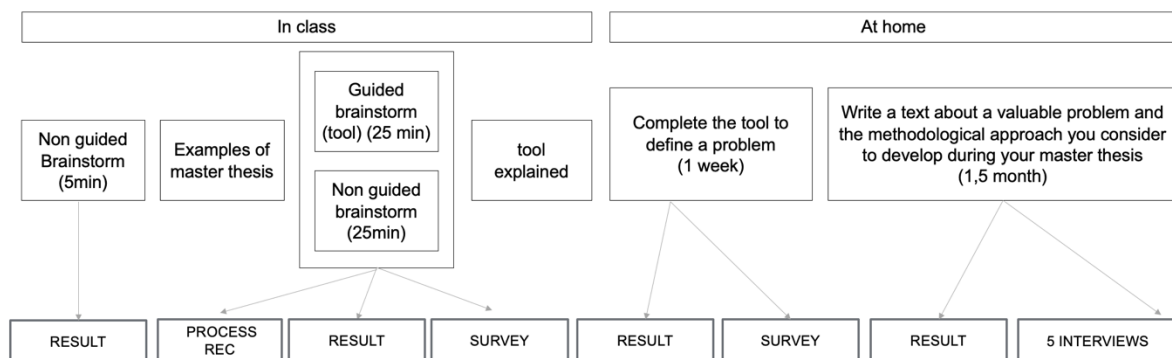 In class
At home
Non guided
Brainstorm
(5min)
Examples of
master thesis
Guided
brainstorm
(tool) (25 min)
Non guided
brainstorm
(25min)
tool
explained
Complete the tool to
define a problem
(1 week)
Write a text about a valuable problem and
the methodological approach you consider
to develop during your master thesis
(1,5 month)
RESULT
PROCESS
REC
RESULT
SURVEY
RESULT
SURVEY
RESULT
5 INTERVIEWS